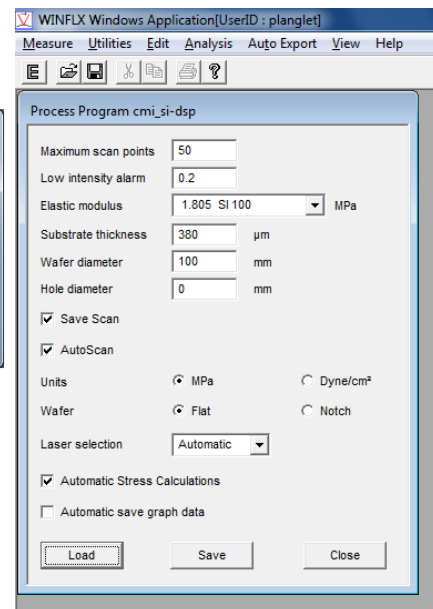 WINFLX Windows Application[UserID : planglet]
Measure Utilities Edit Analysis Auto Export View Help
E ?
Process Program cmi_si-dsp
Maximum scan points 50
Low intensity alarm 0.2
Elastic modulus 1.805 SI 100 MPa
Substrate thickness 380 µm
Wafer diameter 100 mm
Hole diameter 0 mm
Save Scan
AutoScan
Units MPa Dyne/cm²
Wafer Flat Notch
Laser selection Automatic
Automatic Stress Calculations
Automatic save graph data
Load Save Close